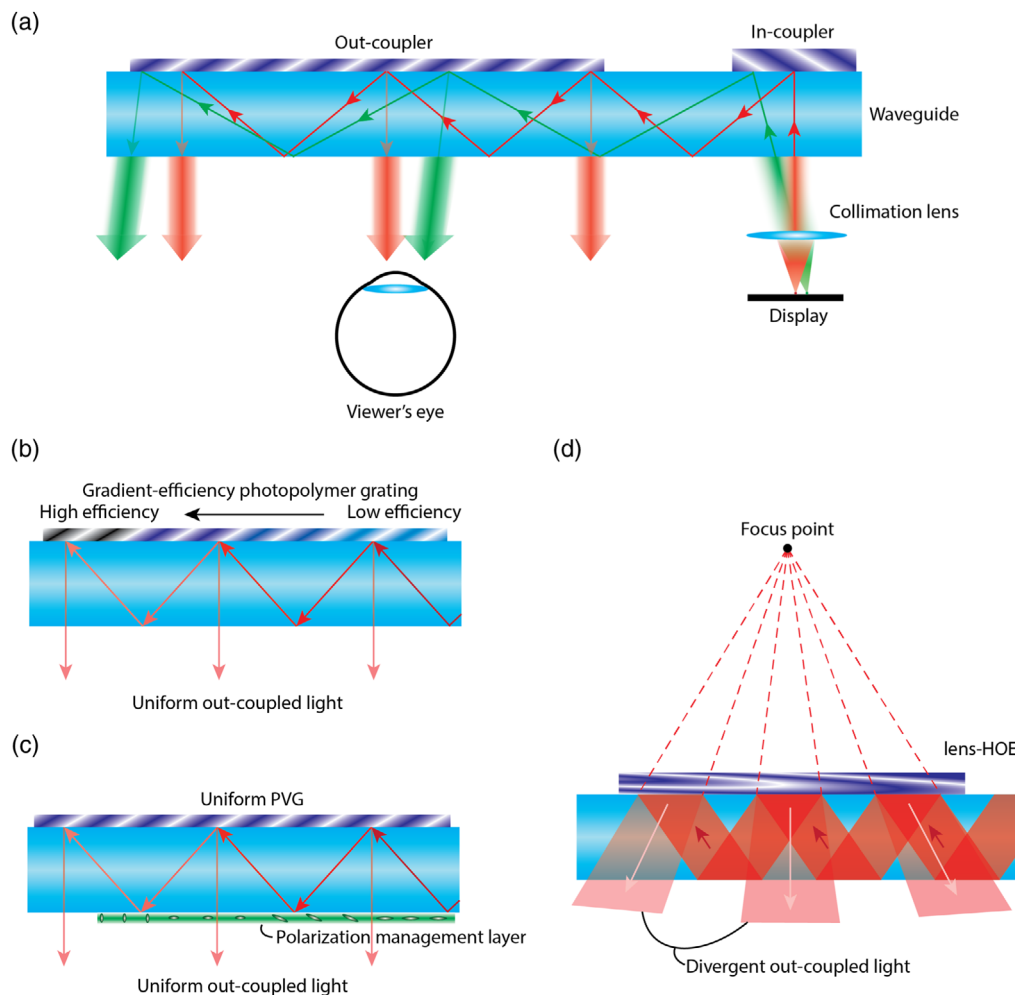 (a)
Out-coupler
In-coupler
Waveguide
Collimation lens
Display
Viewer's eye
(b)
Gradient-efficiency photopolymer grating
High efficiency
Low efficiency
Uniform out-coupled light
(c)
Uniform PVG
Polarization management layer
Uniform out-coupled light
(d)
Focus point
lens-HOE
Divergent out-coupled light